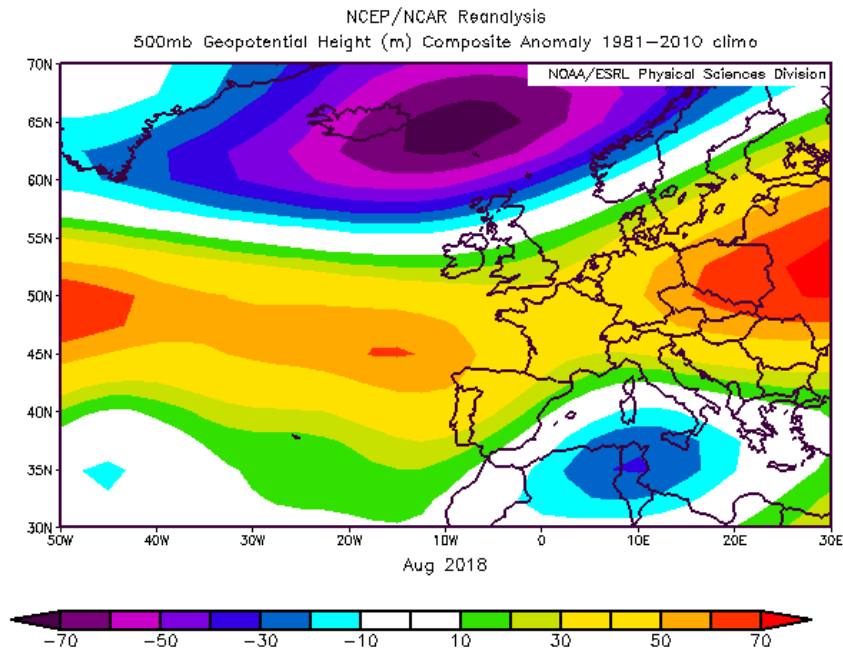 NCEP/NCAR Reanalysis
500mb Geopotential Height (m) Composite Anomaly 1981-2010 clima
NOAA/ESRL Physical Sciences Division
70N
65N
60N
55N
50N
45N
40N
35N
30N
50W 40W 30W 20W 10W 0 10E 20E 30E
Aug 2018
-70 -50 -30 -10 10 30 50 70